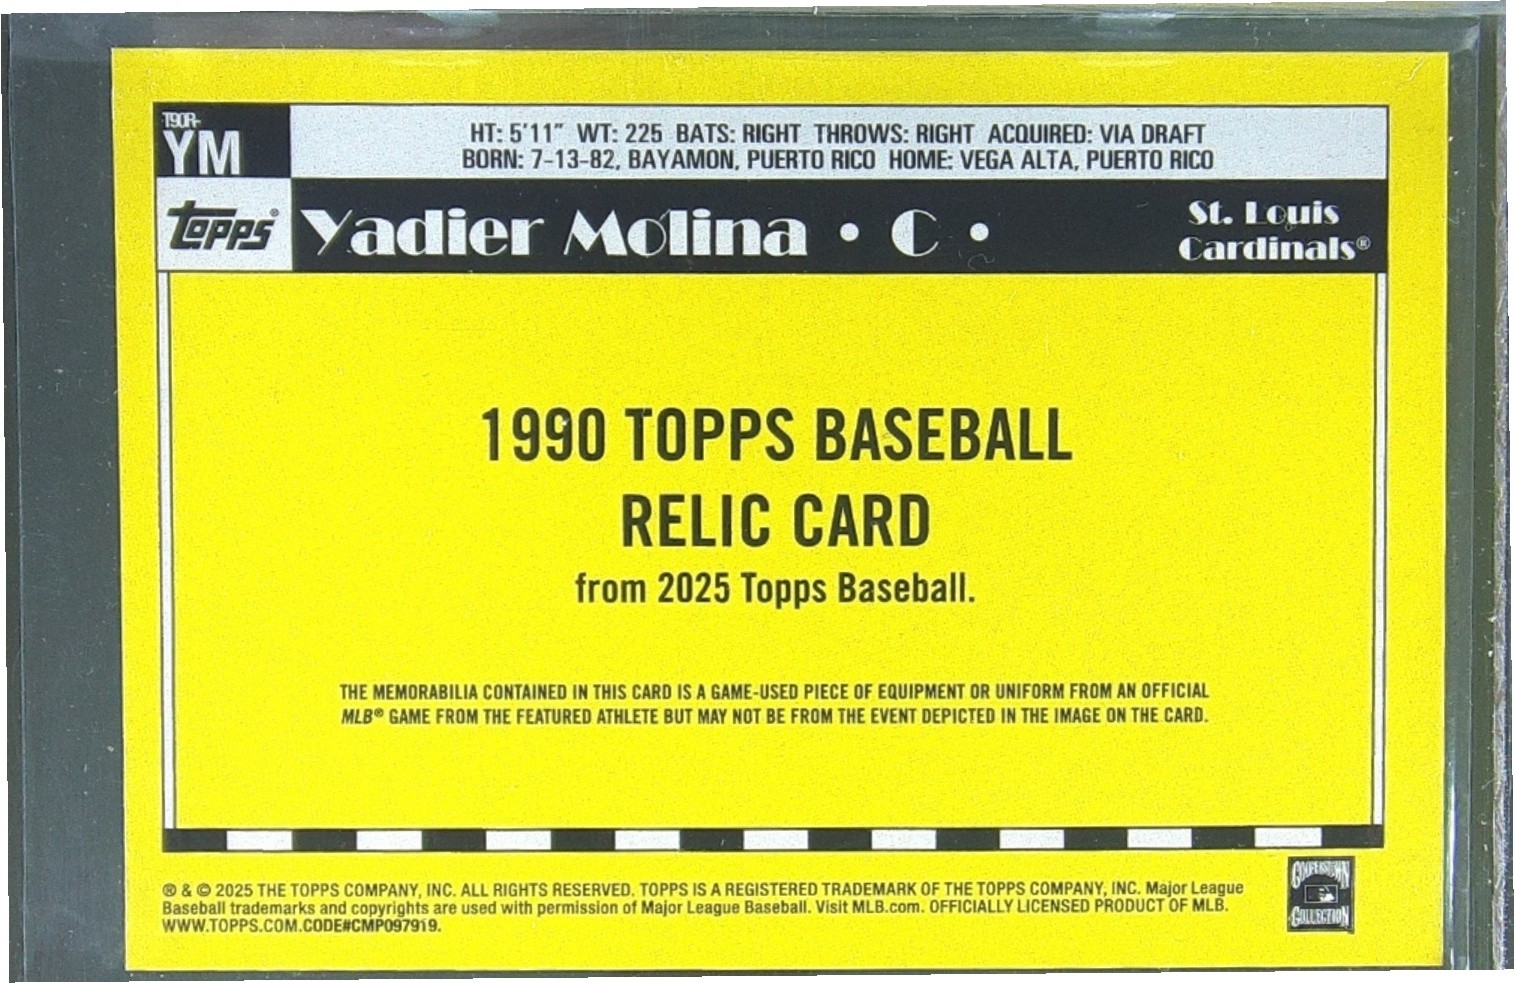 T90R-
YM
HT: 5'11" WT: 225 BATS: RIGHT THROWS: RIGHT ACQUIRED: VIA DRAFT
BORN: 7-13-82, BAYAMON, PUERTO RICO HOME: VEGA ALTA, PUERTO RICO
Topps® Yadier Molina • C •
St. Louis
Cardinals®
1990 TOPPS BASEBALL
RELIC CARD
from 2025 Topps Baseball.
THE MEMORABILIA CONTAINED IN THIS CARD IS A GAME-USED PIECE OF EQUIPMENT OR UNIFORM FROM AN OFFICIAL
MLB® GAME FROM THE FEATURED ATHLETE BUT MAY NOT BE FROM THE EVENT DEPICTED IN THE IMAGE ON THE CARD.
® & © 2025 THE TOPPS COMPANY, INC. ALL RIGHTS RESERVED. TOPPS IS A REGISTERED TRADEMARK OF THE TOPPS COMPANY, INC. Major League
Baseball trademarks and copyrights are used with permission of Major League Baseball. Visit MLB.com. OFFICIALLY LICENSED PRODUCT OF MLB.
WWW.TOPPS.COM.CODE#CMP097919.
COOPERSTOWN
COLLECTION